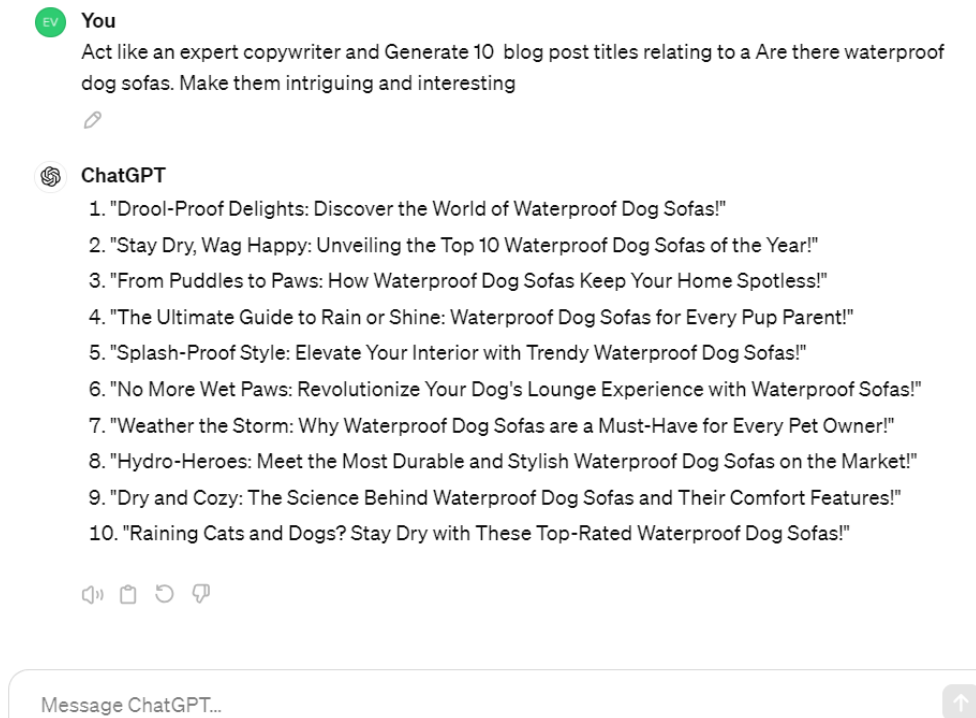 EV You
Act like an expert copywriter and Generate 10  blog post titles relating to a Are there waterproof
dog sofas. Make them intriguing and interesting
ChatGPT
1. "Drool-Proof Delights: Discover the World of Waterproof Dog Sofas!"
2. "Stay Dry, Wag Happy: Unveiling the Top 10 Waterproof Dog Sofas of the Year!"
3. "From Puddles to Paws: How Waterproof Dog Sofas Keep Your Home Spotless!"
4. "The Ultimate Guide to Rain or Shine: Waterproof Dog Sofas for Every Pup Parent!"
5. "Splash-Proof Style: Elevate Your Interior with Trendy Waterproof Dog Sofas!"
6. "No More Wet Paws: Revolutionize Your Dog's Lounge Experience with Waterproof Sofas!"
7. "Weather the Storm: Why Waterproof Dog Sofas are a Must-Have for Every Pet Owner!"
8. "Hydro-Heroes: Meet the Most Durable and Stylish Waterproof Dog Sofas on the Market!"
9. "Dry and Cozy: The Science Behind Waterproof Dog Sofas and Their Comfort Features!"
10. "Raining Cats and Dogs? Stay Dry with These Top-Rated Waterproof Dog Sofas!"
Message ChatGPT...